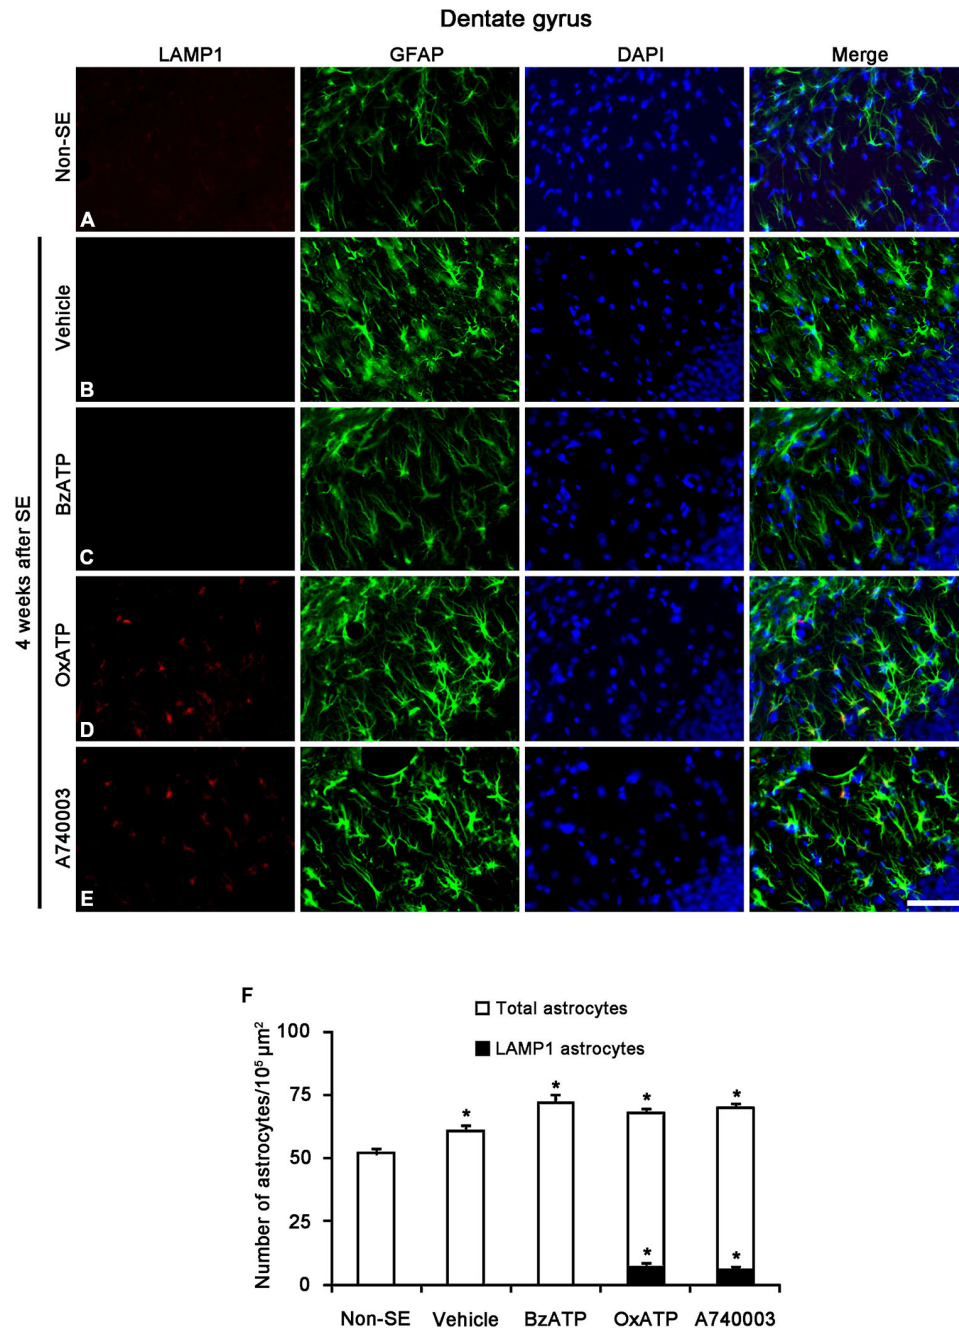 Dentate gyrus
LAMP1 GFAP DAPI Merge
Non-SE
A
4 weeks after SE
Vehicle
B
BzATP
C
OxATP
D
A740003
E
F
Total astrocytes
LAMP1 astrocytes
Number of astrocytes/10⁵ µm²
100
*
*
*
75
*
50
25
*
*
0
Non-SE Vehicle BzATP OxATP A740003